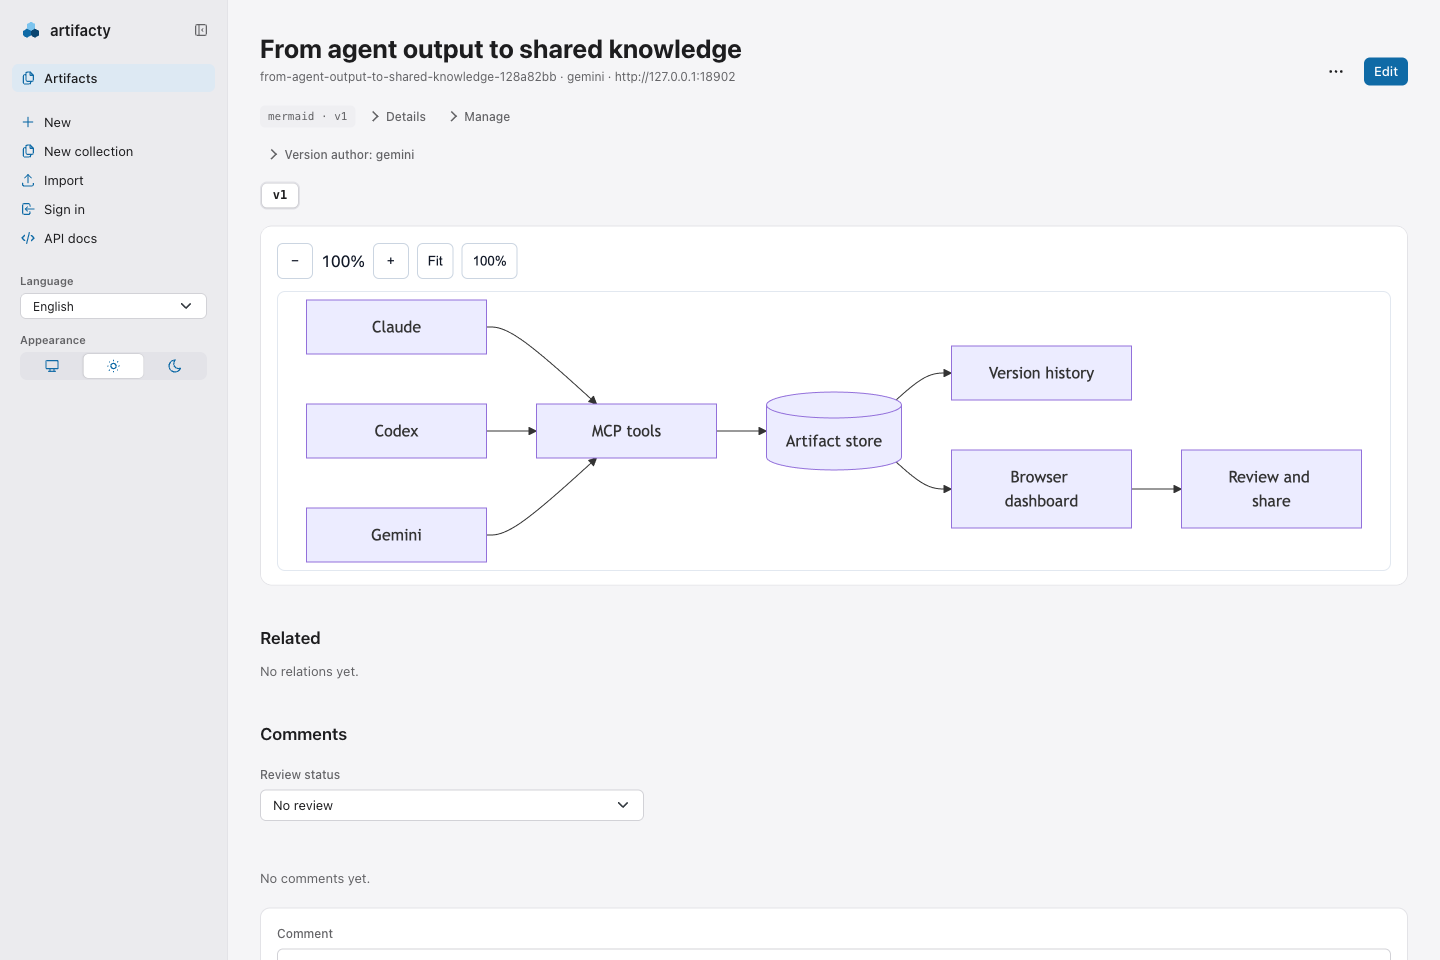 artifacty
Artifacts
New
New collection
Import
Sign in
API docs
Language
English
Appearance
From agent output to shared knowledge
from-agent-output-to-shared-knowledge-128a82bb · gemini · http://127.0.0.1:18902
Edit
mermaid · v1
Details
Manage
Version author: gemini
v1
−
100%
+
Fit
100%
Claude
Codex
Gemini
MCP tools
Artifact store
Version history
Browser
dashboard
Review and
share
Related
No relations yet.
Comments
Review status
No review
No comments yet.
Comment